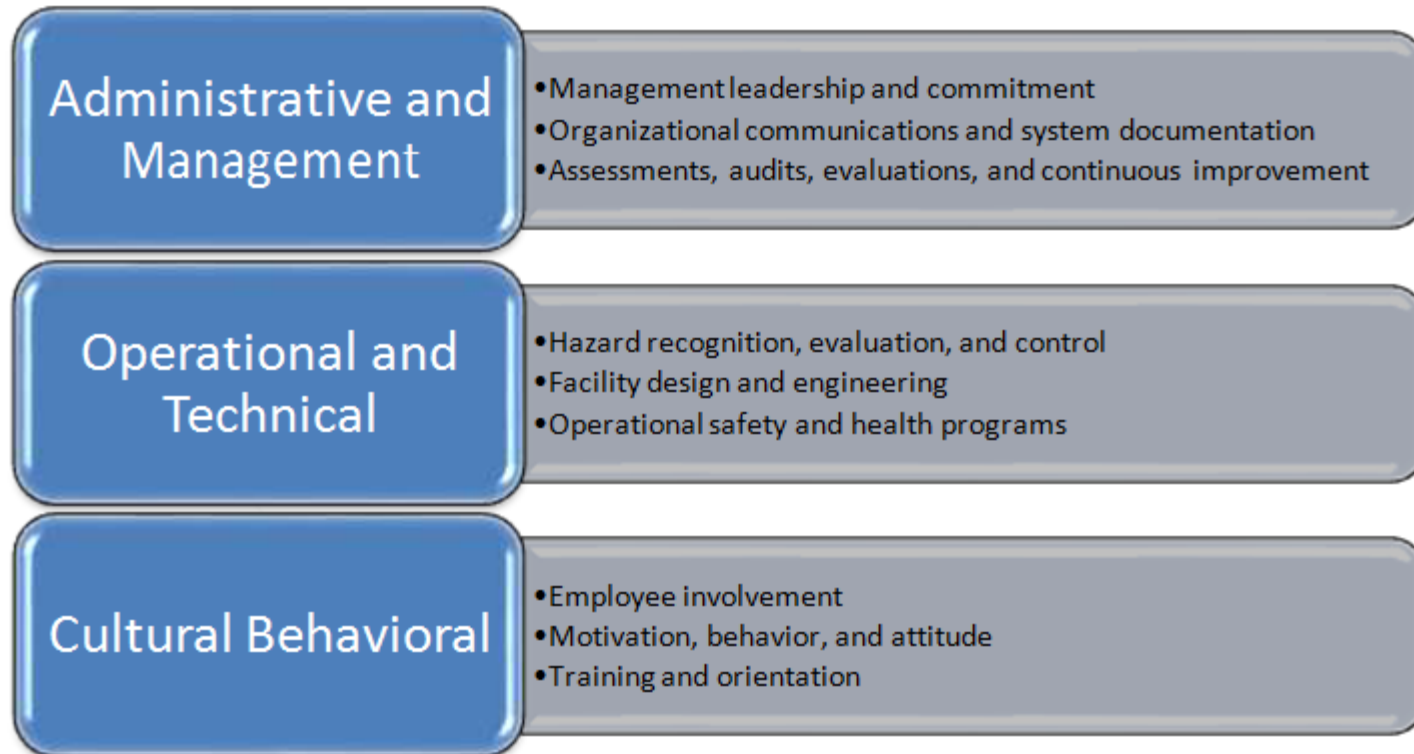 Administrative and
Management
•Management leadership and commitment
•Organizational communications and system documentation
•Assessments, audits, evaluations, and continuous improvement
Operational and
Technical
•Hazard recognition, evaluation, and control
•Facility design and engineering
•Operational safety and health programs
Cultural Behavioral
•Employee involvement
•Motivation, behavior, and attitude
•Training and orientation